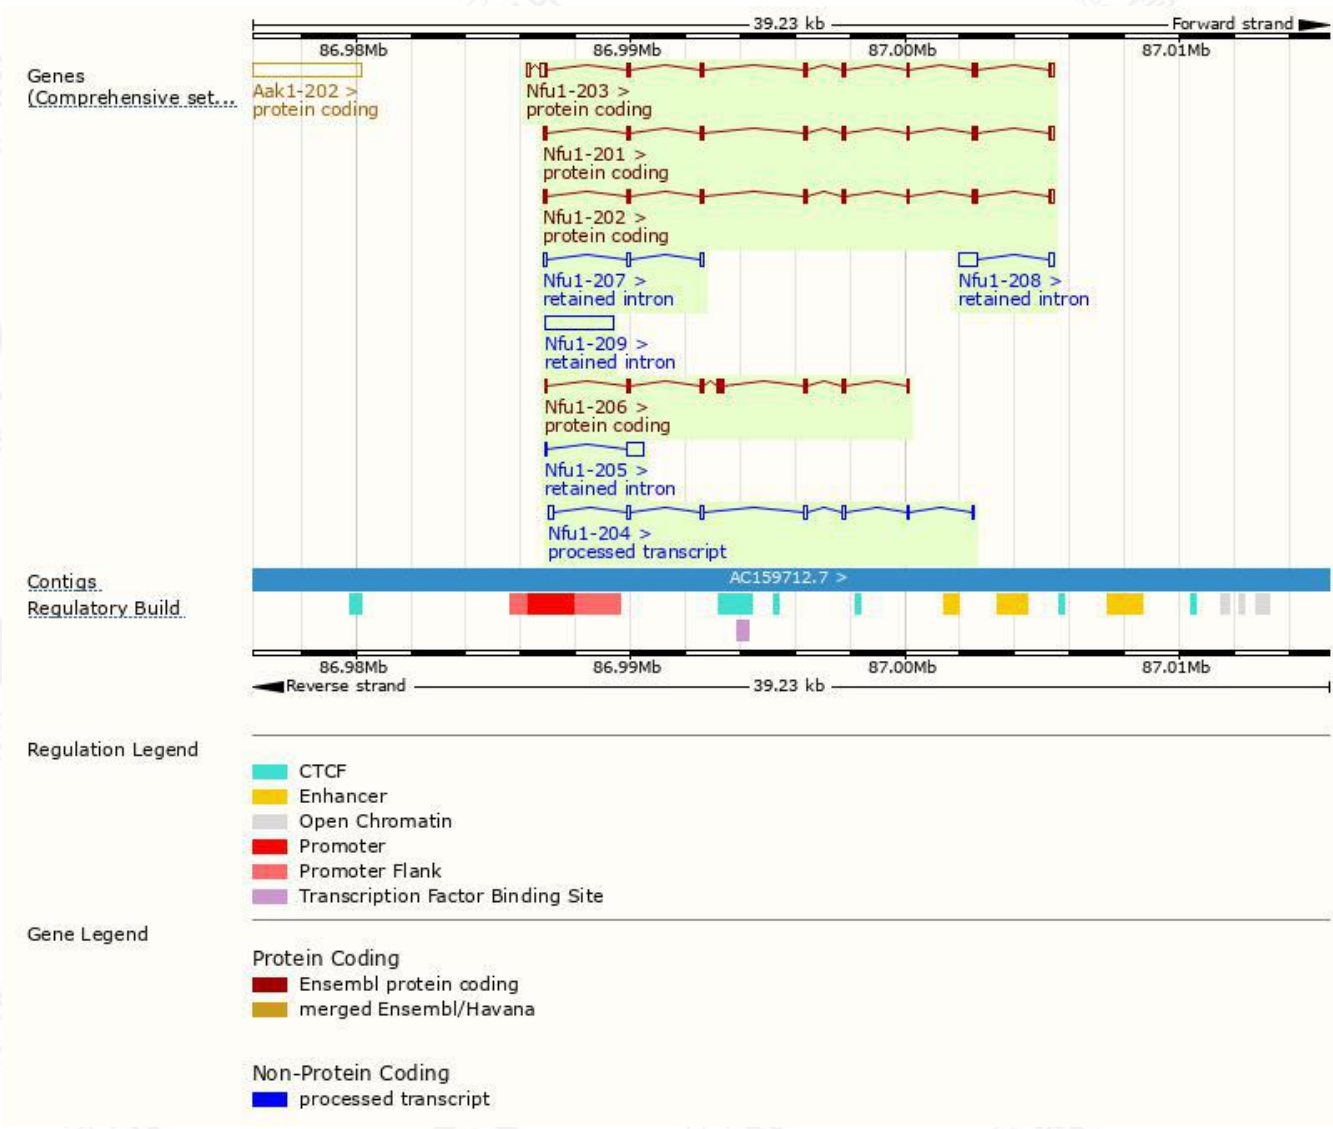 39.23 kb Forward strand
86.98Mb 86.99Mb 87.00Mb 87.01Mb
Genes
(Comprehensive set...
Aak1-202 >
protein coding
Nfu1-203 >
protein coding
Nfu1-201 >
protein coding
Nfu1-202 >
protein coding
Nfu1-207 > Nfu1-208 >
retained intron retained intron
Nfu1-209 >
retained intron
Nfu1-206 >
protein coding
Nfu1-205 >
retained intron
Nfu1-204 >
processed transcript
Contigs AC159712.7 >
Regulatory Build
86.98Mb 86.99Mb 87.00Mb 87.01Mb
Reverse strand 39.23 kb
Regulation Legend
CTCF
Enhancer
Open Chromatin
Promoter
Promoter Flank
Transcription Factor Binding Site
Gene Legend
Protein Coding
Ensembl protein coding
merged Ensembl/Havana
Non-Protein Coding
processed transcript